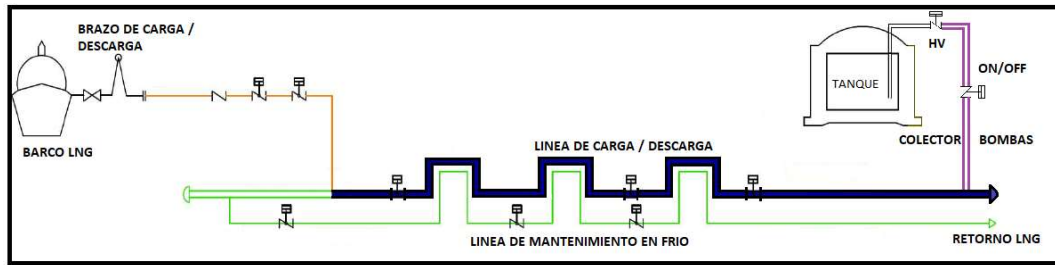 BRAZO DE CARGA /
DESCARGA
BARCO LNG
TANQUE
HV
ON/OFF
COLECTOR
BOMBAS
LINEA DE CARGA / DESCARGA
LINEA DE MANTENIMIENTO EN FRIO
RETORNO LNG